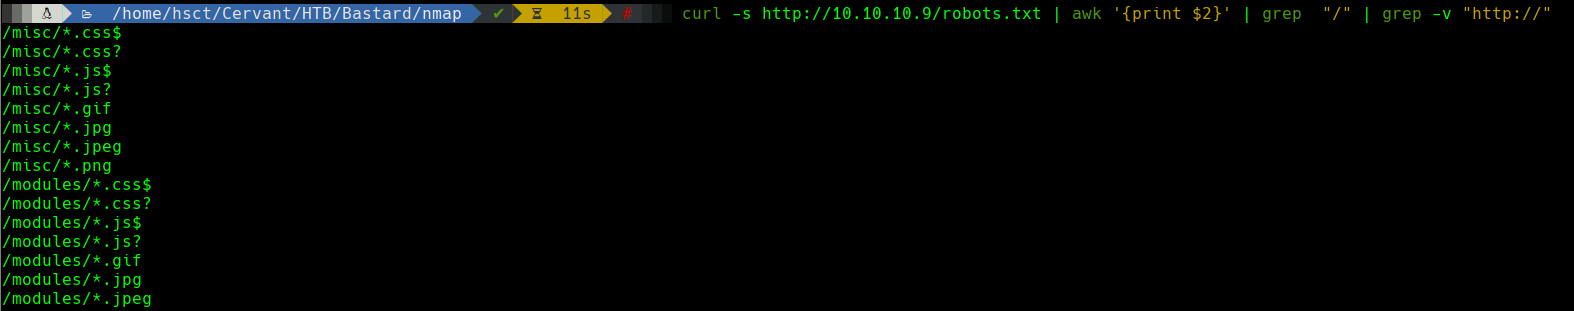 /home/hsct/Cervant/HTB/Bastard/nmap ✔ 11s # curl -s http://10.10.10.9/robots.txt | awk '{print $2}' | grep "/" | grep -v "http://"
/misc/*.css$
/misc/*.css?
/misc/*.js$
/misc/*.js?
/misc/*.gif
/misc/*.jpg
/misc/*.jpeg
/misc/*.png
/modules/*.css$
/modules/*.css?
/modules/*.js$
/modules/*.js?
/modules/*.gif
/modules/*.jpg
/modules/*.jpeg